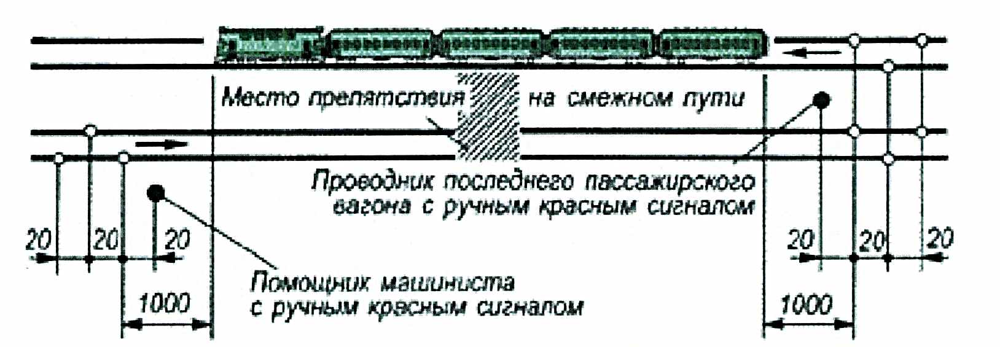 Место препятствия на смежном пути
Проводник последнего пассажирского
вагона с ручным красным сигналом
20 20 20
20 20 20
Помощник машиниста
с ручным красным сигналом
1000
1000